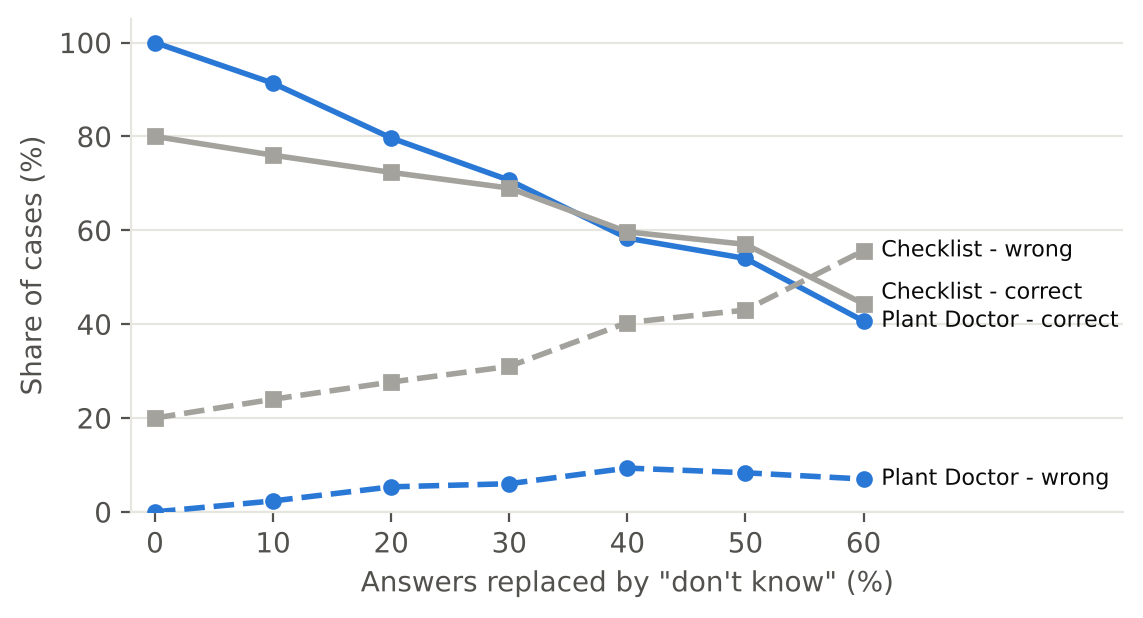 100
80
60
40
20
0
Share of cases (%)
Checklist - wrong
Checklist - correct
Plant Doctor - correct
Plant Doctor - wrong
0 10 20 30 40 50 60
Answers replaced by "don't know" (%)